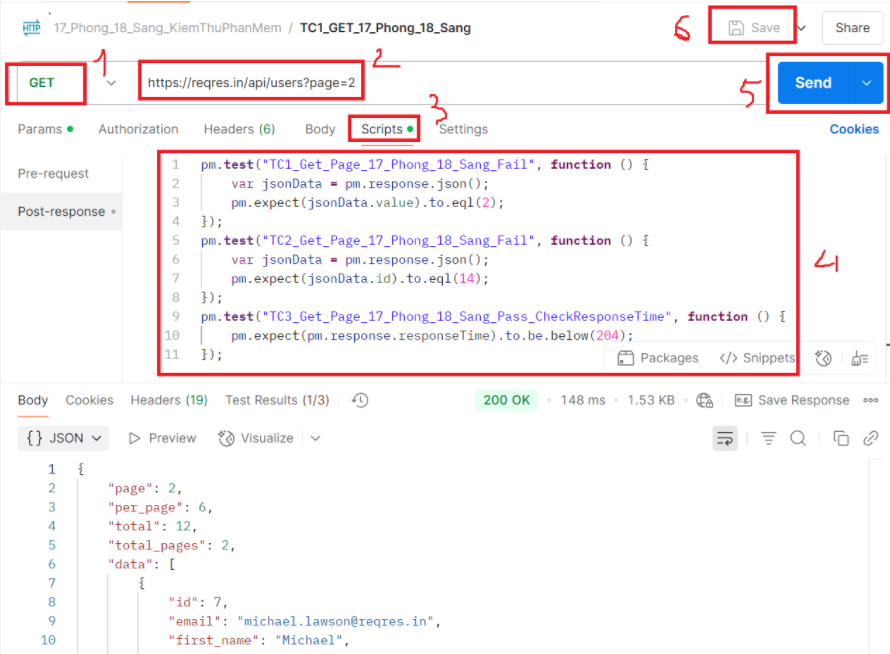 HTTP 17_Phong_18_Sang_KiemThuPhanMem / TC1_GET_17_Phong_18_Sang 6 Save Share
GET 1 https://reqres.in/api/users?page=2 2 5 Send
Params Authorization Headers (6) Body Scripts 3 Settings Cookies
Pre-request
Post-response
1 pm.test("TC1_Get_Page_17_Phong_18_Sang_Fail", function () {
2 var jsonData = pm.response.json();
3 pm.expect(jsonData.value).to.eql(2);
4 });
5 pm.test("TC2_Get_Page_17_Phong_18_Sang_Fail", function () {
6 var jsonData = pm.response.json();
7 pm.expect(jsonData.id).to.eql(14);
8 });
9 pm.test("TC3_Get_Page_17_Phong_18_Sang_Pass_CheckResponseTime", function () {
10 pm.expect(pm.response.responseTime).to.be.below(204);
11 });
4
Packages </> Snippets
Body Cookies Headers (19) Test Results (1/3) 200 OK • 148 ms • 1.53 KB • e.g. Save Response
{} JSON Preview Visualize
1 {
2 "page": 2,
3 "per_page": 6,
4 "total": 12,
5 "total_pages": 2,
6 "data": [
7 {
8 "id": 7,
9 "email": "michael.lawson@reqres.in",
10 "first_name": "Michael",